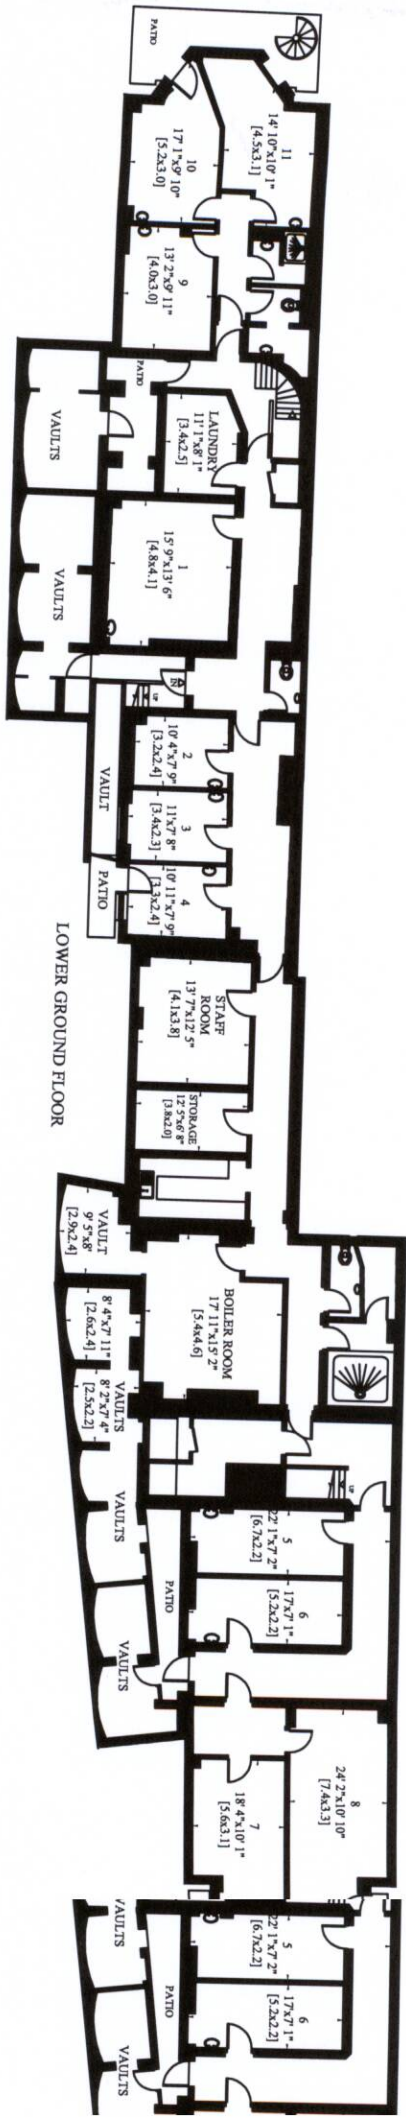 PATIO
11
14' 10"x10' 1"
[4.5x3.1]
10
17' 1"x9' 10"
[5.2x3.0]
9
13' 2"x9' 11"
[4.0x3.0]
PATIO
VAULTS
LAUNDRY
11' 1"x8' 1"
[3.4x2.5]
VAULTS
1
15' 9"x13' 6"
[4.8x4.1]
IN
UP
VAULT
2
10' 4"x7' 9"
[3.2x2.4]
3
11'x7' 8"
[3.4x2.3]
4
10' 11"x7' 9"
[3.3x2.4]
PATIO
STAFF
ROOM
13' 7"x12' 5"
[4.1x3.8]
LOWER GROUND FLOOR
STORAGE
12' 5"x6' 8"
[3.8x2.0]
VAULT
9' 5"x8'
[2.9x2.4]
BOILER ROOM
17' 11"x15' 2"
[5.4x4.6]
8' 4"x7' 11"
[2.6x2.4]
VAULTS
8' 2"x7' 4"
[2.5x2.2]
UP
VAULTS
5
22' 1"x7' 2"
[6.7x2.2]
6
17'x7' 1"
[5.2x2.2]
PATIO
VAULTS
8
24' 2"x10' 10"
[7.4x3.3]
7
18' 4"x10' 1"
[5.6x3.1]
VAULTS
5
22' 1"x7' 2"
[6.7x2.2]
6
17'x7' 1"
[5.2x2.2]
PATIO
VAULTS